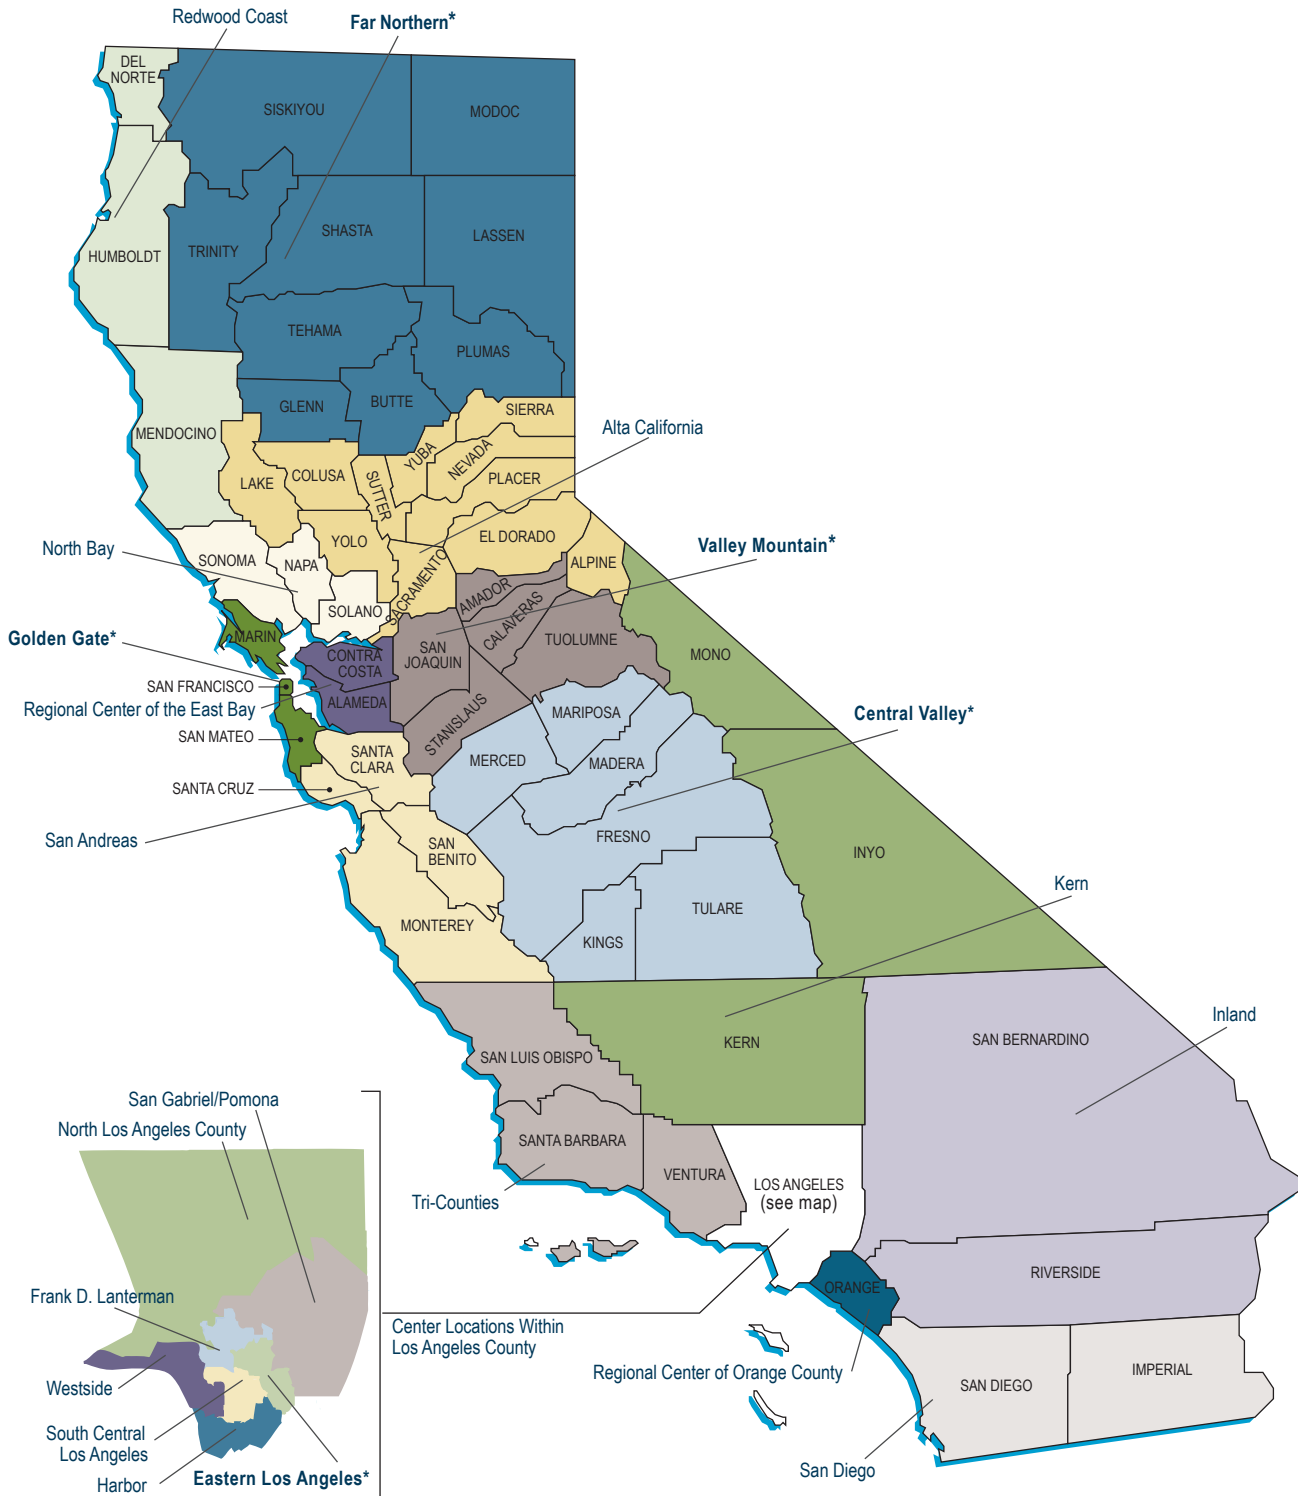 Redwood Coast
Far Northern*
DEL
NORTE
SISKIYOU
MODOC
HUMBOLDT
TRINITY
SHASTA
LASSEN
TEHAMA
PLUMAS
GLENN
BUTTE
MENDOCINO
SIERRA
Alta California
YUBA
NEVADA
LAKE
COLUSA
SUTTER
PLACER
North Bay
SONOMA
NAPA
YOLO
EL DORADO
Valley Mountain*
ALPINE
SACRAMENTO
SOLANO
AMADOR
CALAVERAS
Golden Gate*
MARIN
CONTRA
COSTA
SAN
JOAQUIN
TUOLUMNE
MONO
SAN FRANCISCO
Regional Center of the East Bay
ALAMEDA
STANISLAUS
MARIPOSA
Central Valley*
SAN MATEO
SANTA
CLARA
MERCED
MADERA
SANTA CRUZ
San Andreas
SAN
BENITO
FRESNO
INYO
Kern
MONTEREY
KINGS
TULARE
Inland
SAN LUIS OBISPO
KERN
SAN BERNARDINO
San Gabriel/Pomona
North Los Angeles County
SANTA BARBARA
VENTURA
LOS ANGELES
(see map)
Tri-Counties
Frank D. Lanterman
ORANGE
RIVERSIDE
Center Locations Within
Los Angeles County
Regional Center of Orange County
Westside
SAN DIEGO
IMPERIAL
South Central
Los Angeles
Harbor
Eastern Los Angeles*
San Diego